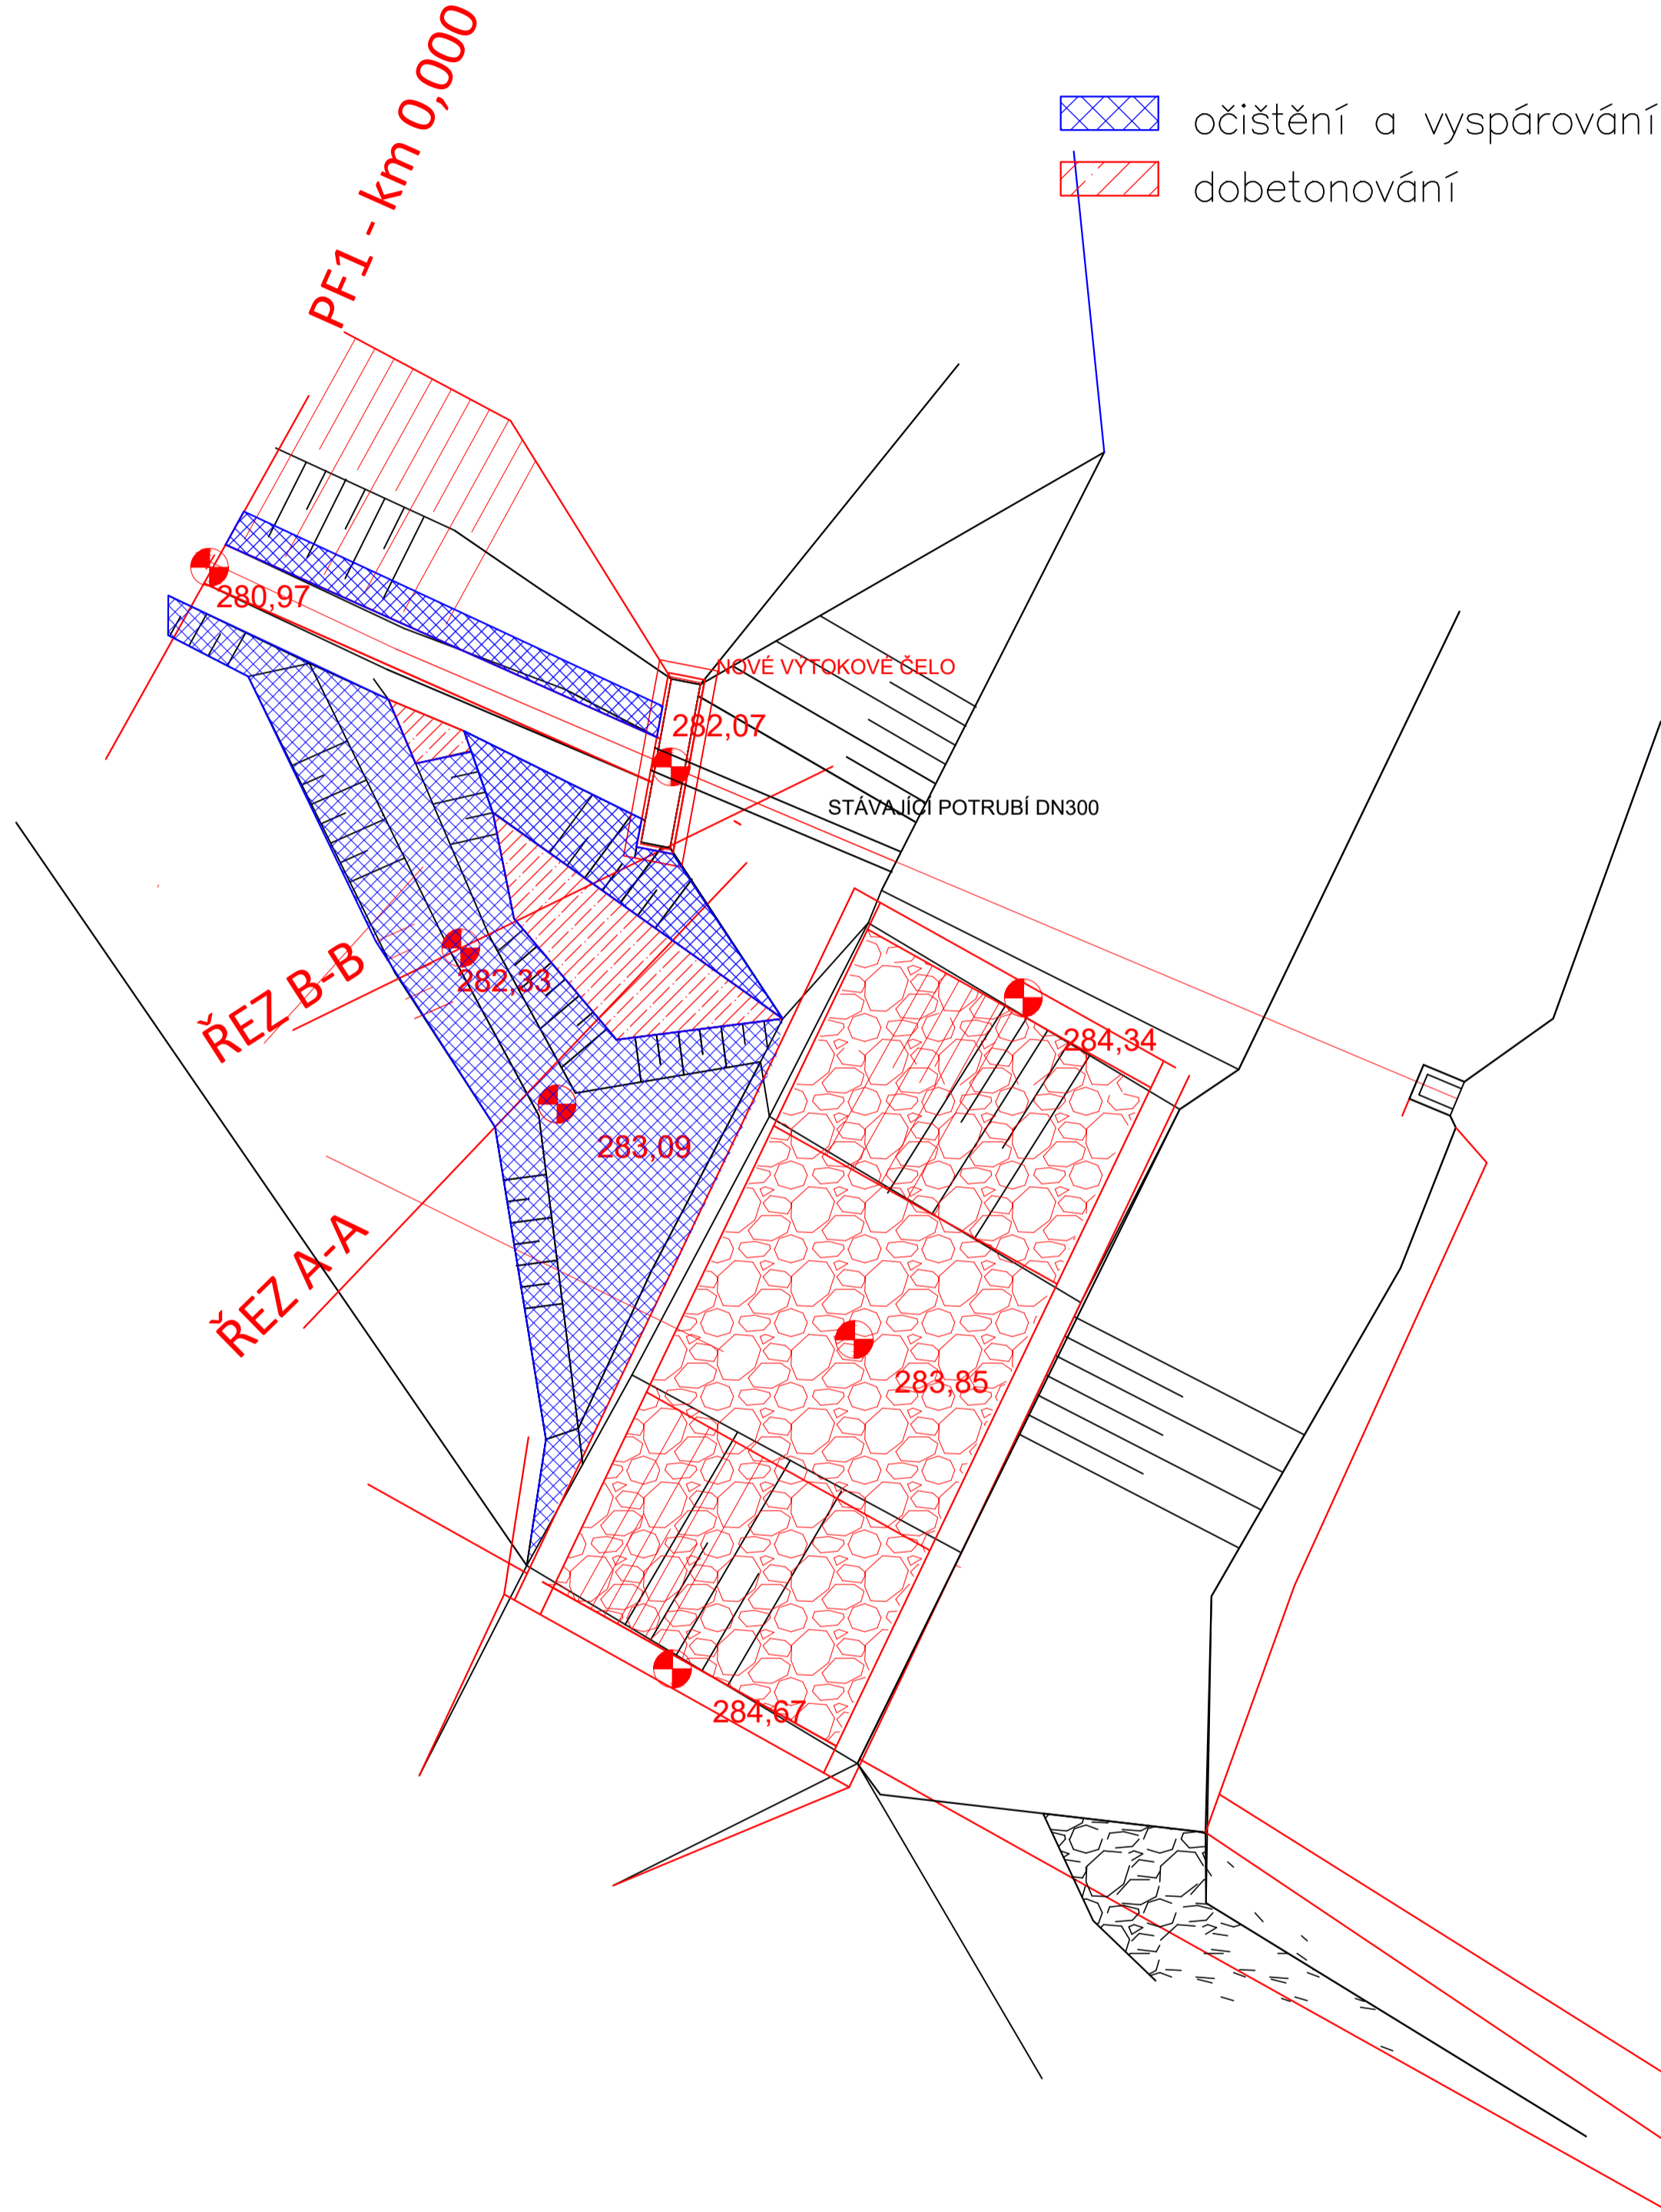 PF1 - km 0,000
očištění a vyspárování
dobetonování
280,97
NOVÉ VÝTOKOVÉ ČELO
282,07
STÁVAJÍCÍ POTRUBÍ DN300
ŘEZ B-B
282,33
284,34
283,09
ŘEZ A-A
283,85
284,67